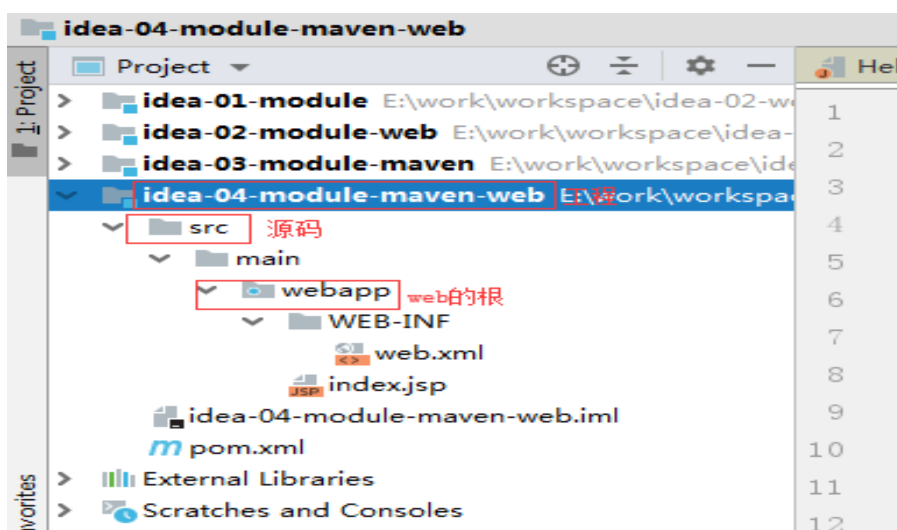 idea-04-module-maven-web
1: Project
Project
Hel
idea-01-module E:\work\workspace\idea-02-w
idea-02-module-web E:\work\workspace\idea-
idea-03-module-maven E:\work\workspace\ide
idea-04-module-maven-web E:\work\workspa
工程
src 源码
main
webapp web的根
WEB-INF
web.xml
index.jsp
idea-04-module-maven-web.iml
pom.xml
External Libraries
Scratches and Consoles
vorites
1
2
3
4
5
6
7
8
9
10
11
12